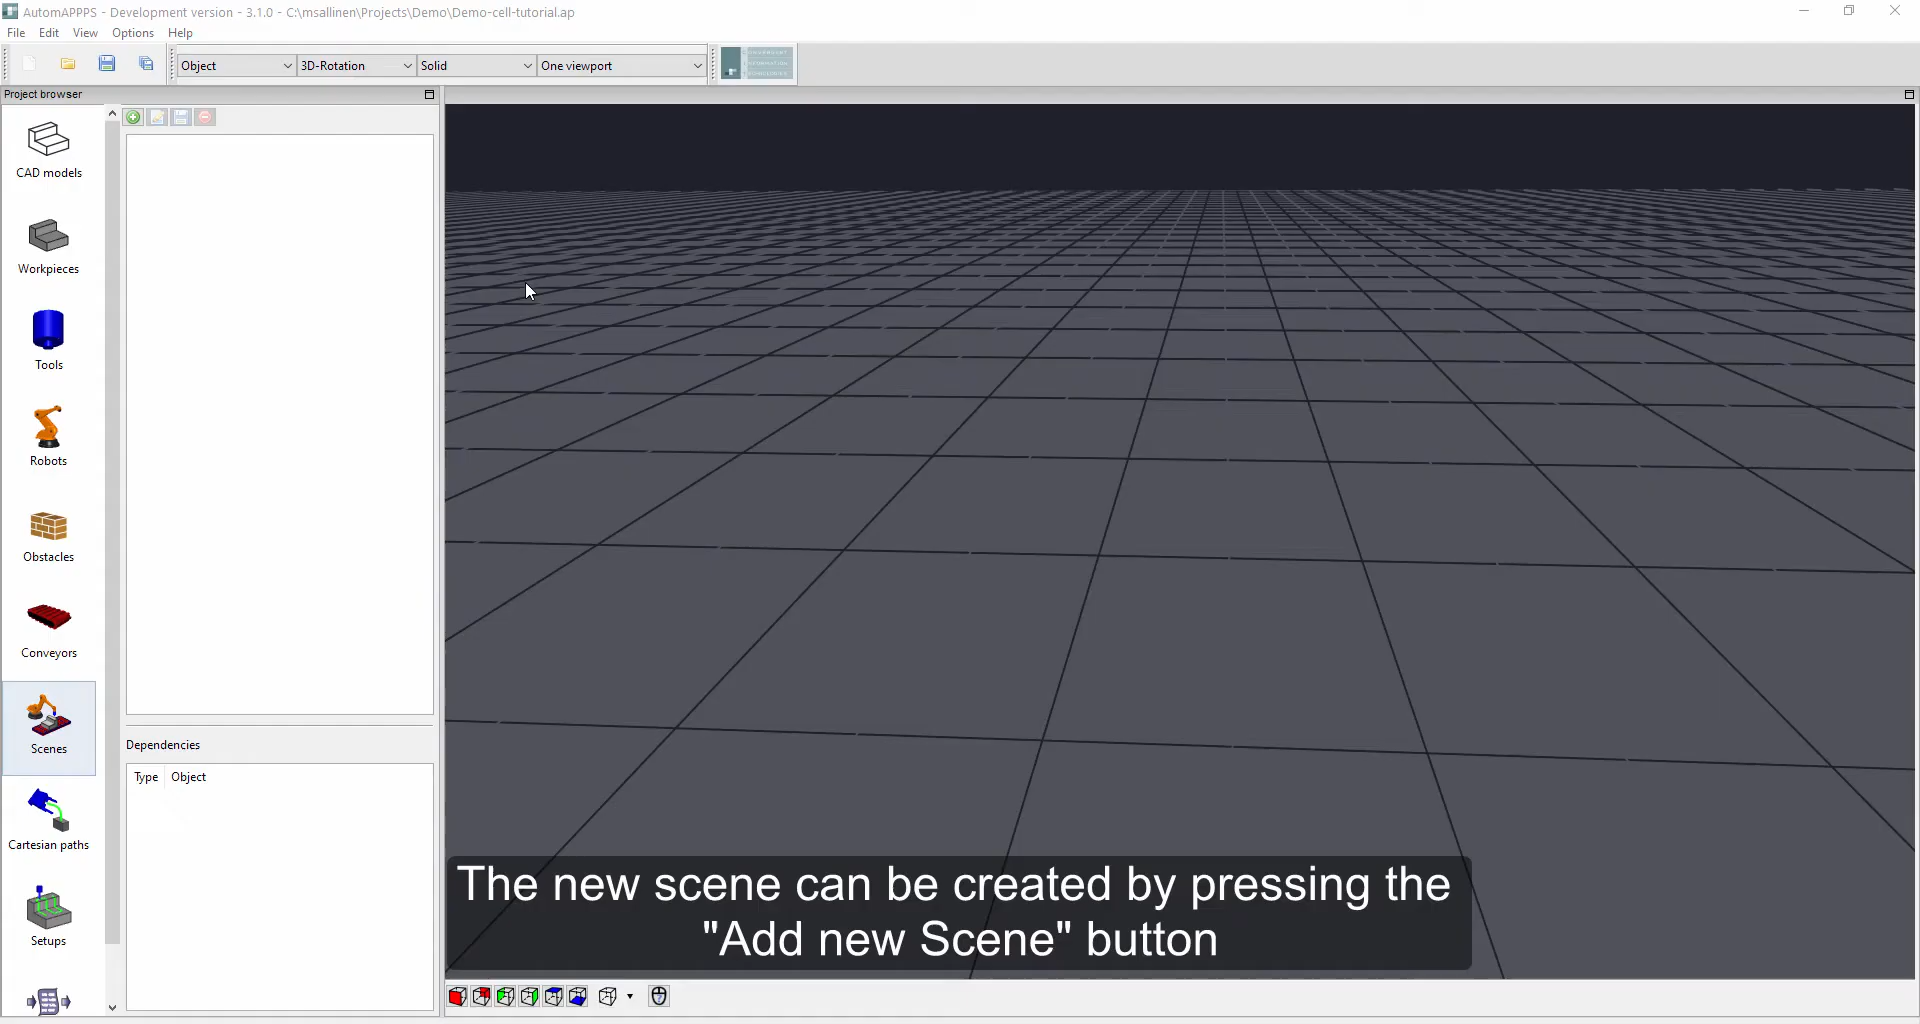 AutomAPPPS - Development version - 3.1.0 - C:\msallinen\Projects\Demo\Demo-cell-tutorial.ap
File Edit View Options Help
Object 3D-Rotation Solid One viewport
Project browser
CAD models
Workpieces
Tools
Robots
Obstacles
Conveyors
Scenes
Cartesian paths
Setups
Dependencies
Type Object
The new scene can be created by pressing the
"Add new Scene" button